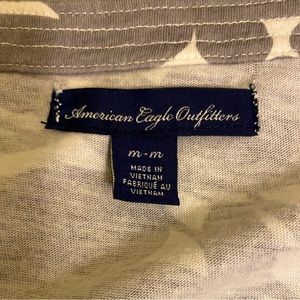 American Eagle Outfitters
m-m
MADE IN
VIETNAM
FABRIQUÉ AU
VIETNAM